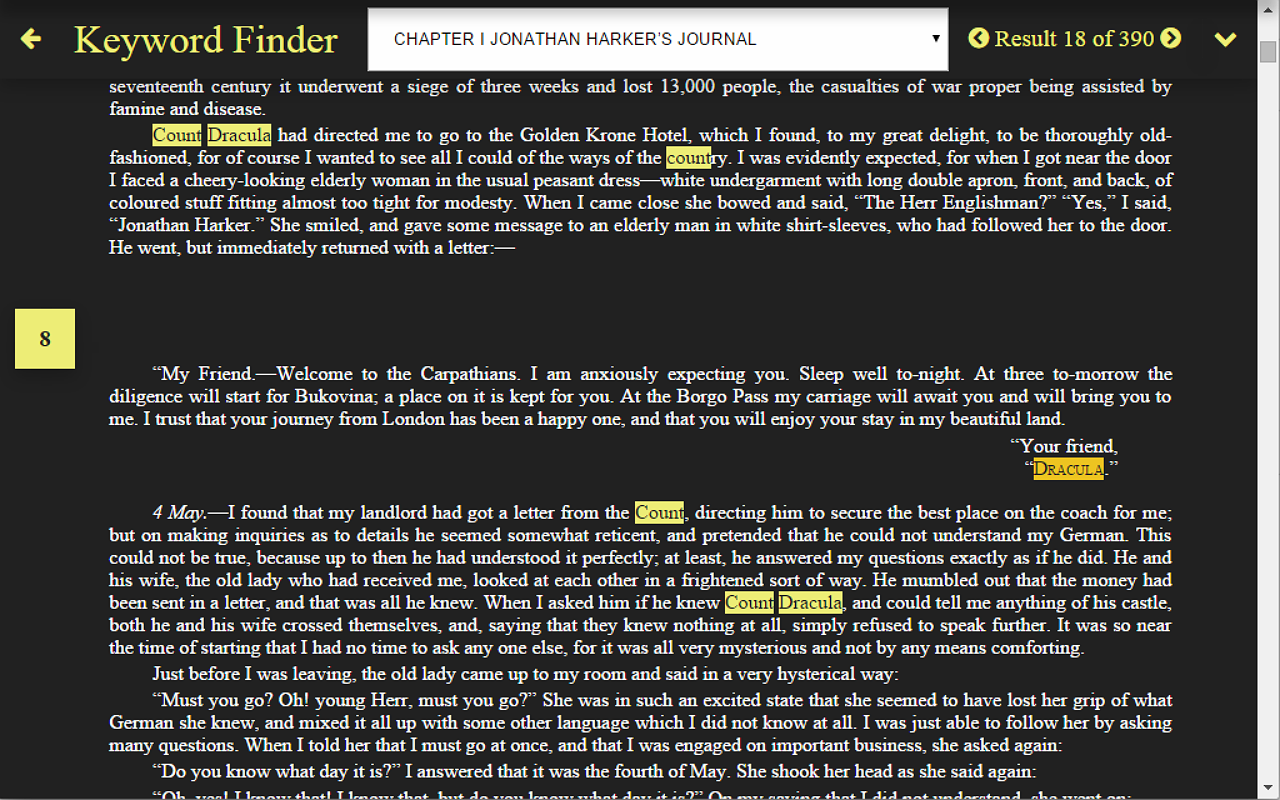 Keyword Finder
CHAPTER I JONATHAN HARKER'S JOURNAL
Result 18 of 390
seventeenth century it underwent a siege of three weeks and lost 13,000 people, the casualties of war proper being assisted by
famine and disease.
Count Dracula had directed me to go to the Golden Krone Hotel, which I found, to my great delight, to be thoroughly old-
fashioned, for of course I wanted to see all I could of the ways of the country. I was evidently expected, for when I got near the door
I faced a cheery-looking elderly woman in the usual peasant dress—white undergarment with long double apron, front, and back, of
coloured stuff fitting almost too tight for modesty. When I came close she bowed and said, “The Herr Englishman?” “Yes,” I said,
“Jonathan Harker.” She smiled, and gave some message to an elderly man in white shirt-sleeves, who had followed her to the door.
He went, but immediately returned with a letter:—
8
“My Friend.—Welcome to the Carpathians. I am anxiously expecting you. Sleep well to-night. At three to-morrow the
diligence will start for Bukovina; a place on it is kept for you. At the Borgo Pass my carriage will await you and will bring you to
me. I trust that your journey from London has been a happy one, and that you will enjoy your stay in my beautiful land.
“Your friend,
“DRACULA.”
4 May.—I found that my landlord had got a letter from the Count, directing him to secure the best place on the coach for me;
but on making inquiries as to details he seemed somewhat reticent, and pretended that he could not understand my German. This
could not be true, because up to then he had understood it perfectly; at least, he answered my questions exactly as if he did. He and
his wife, the old lady who had received me, looked at each other in a frightened sort of way. He mumbled out that the money had
been sent in a letter, and that was all he knew. When I asked him if he knew Count Dracula, and could tell me anything of his castle,
both he and his wife crossed themselves, and, saying that they knew nothing at all, simply refused to speak further. It was so near
the time of starting that I had no time to ask any one else, for it was all very mysterious and not by any means comforting.
Just before I was leaving, the old lady came up to my room and said in a very hysterical way:
“Must you go? Oh! young Herr, must you go?” She was in such an excited state that she seemed to have lost her grip of what
German she knew, and mixed it all up with some other language which I did not know at all. I was just able to follow her by asking
many questions. When I told her that I must go at once, and that I was engaged on important business, she asked again:
“Do you know what day it is?” I answered that it was the fourth of May. She shook her head as she said again:
“Oh, yes! I know that! I know that, but do you know what day it is?” On my saying that I did not understand, she went on: